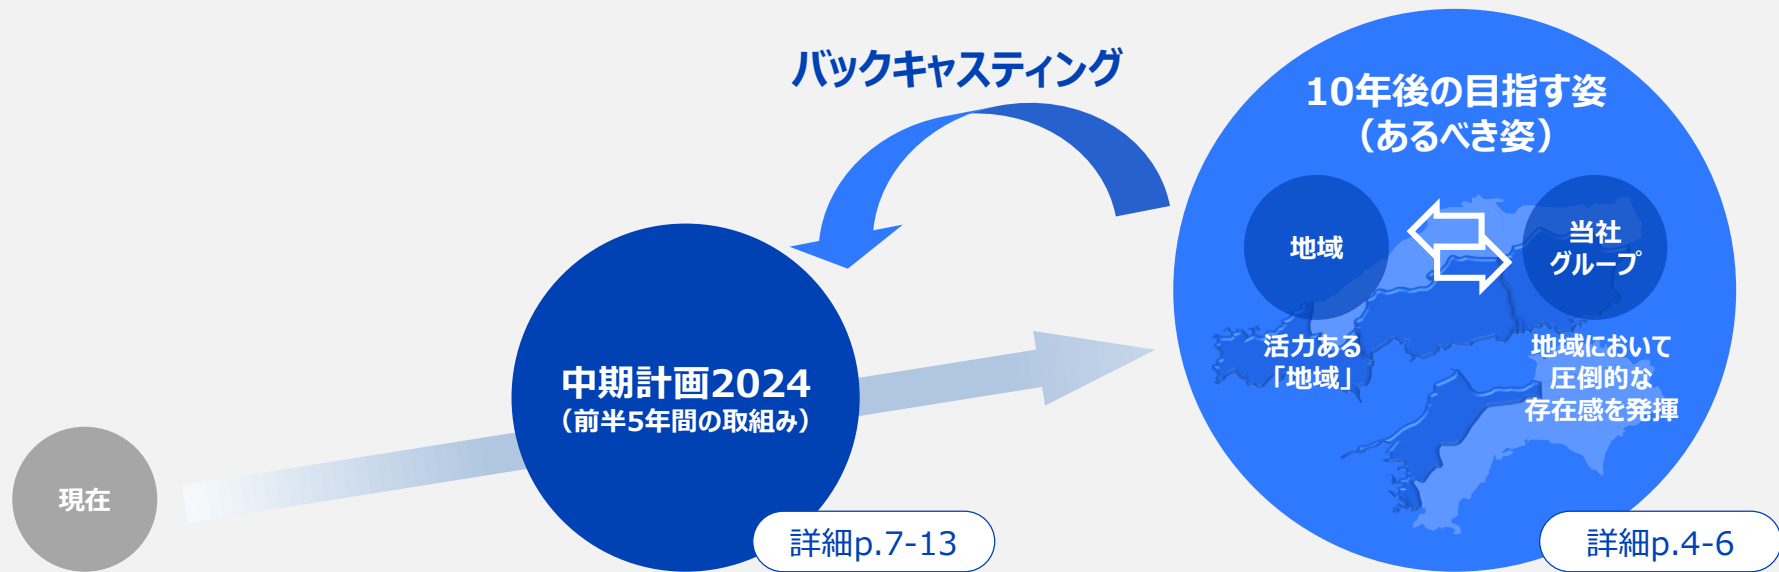 バックキャスティング
10年後の目指す姿
（あるべき姿）
地域
当社
グループ
活力ある
「地域」
地域において
圧倒的な
存在感を発揮
中期計画2024
（前半5年間の取組み）
現在
詳細p.7-13
詳細p.4-6